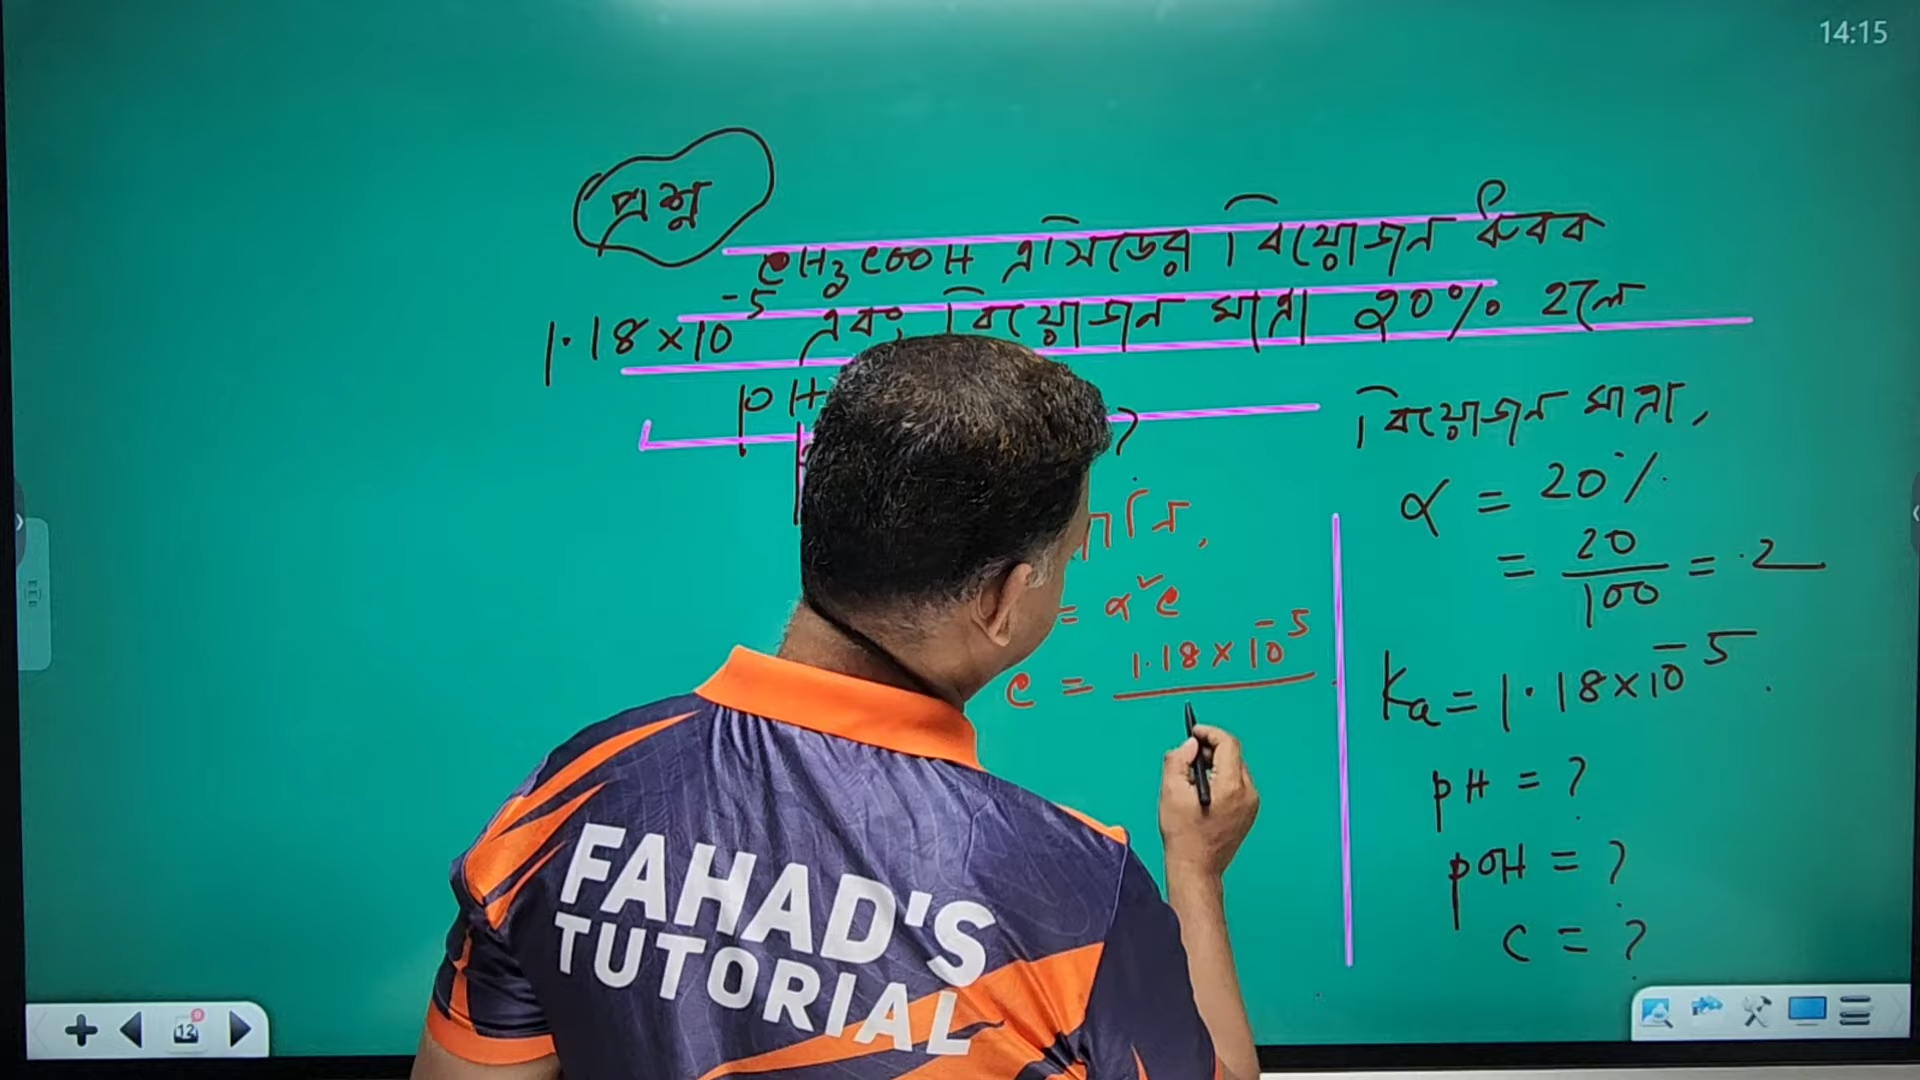 14:15
প্রশ্ন
CH₃COOH এসিডের বিয়োজন ধ্রুবক
1.18×10⁻⁵ এবং বিয়োজন মাত্রা 20% হলে
pH
?
বিয়োজন মাত্রা,
α = 20%
= 20/100 = .2
Ka = 1.18×10⁻⁵
pH = ?
pOH = ?
c = ?
= α²c
c = 1.18×10⁻⁵
FAHAD'S
TUTORIAL
12